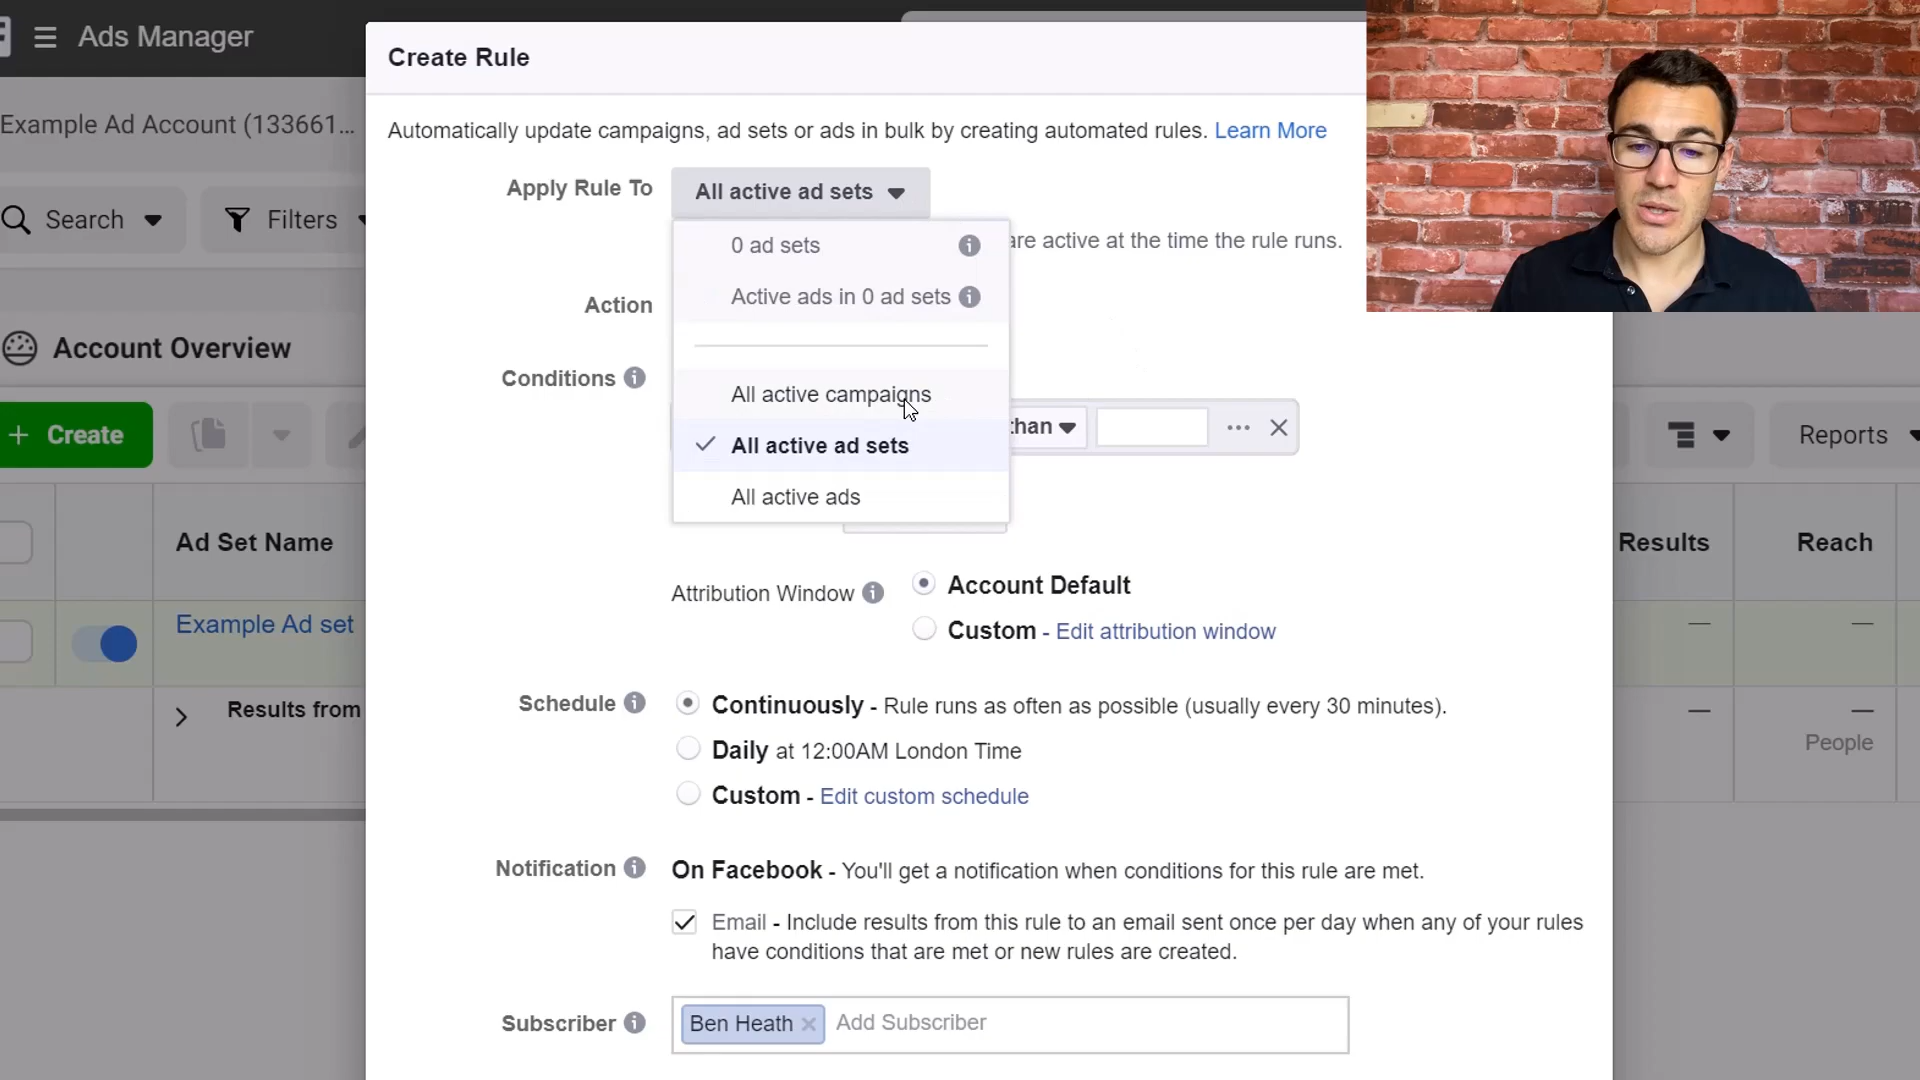 Ads Manager
Create Rule
Example Ad Account (133661...
Automatically update campaigns, ad sets or ads in bulk by creating automated rules. Learn More
Apply Rule To
All active ad sets
Search
Filters
0 ad sets
are active at the time the rule runs.
Active ads in 0 ad sets
Action
Account Overview
Conditions
All active campaigns
than
+ Create
All active ad sets
Reports
All active ads
Ad Set Name
Results
Reach
Attribution Window
Account Default
Custom - Edit attribution window
Example Ad set
—
—
Schedule
Continuously - Rule runs as often as possible (usually every 30 minutes).
Results from
—
—
People
Daily at 12:00AM London Time
Custom - Edit custom schedule
Notification
On Facebook - You'll get a notification when conditions for this rule are met.
Email - Include results from this rule to an email sent once per day when any of your rules
have conditions that are met or new rules are created.
Subscriber
Ben Heath
Add Subscriber